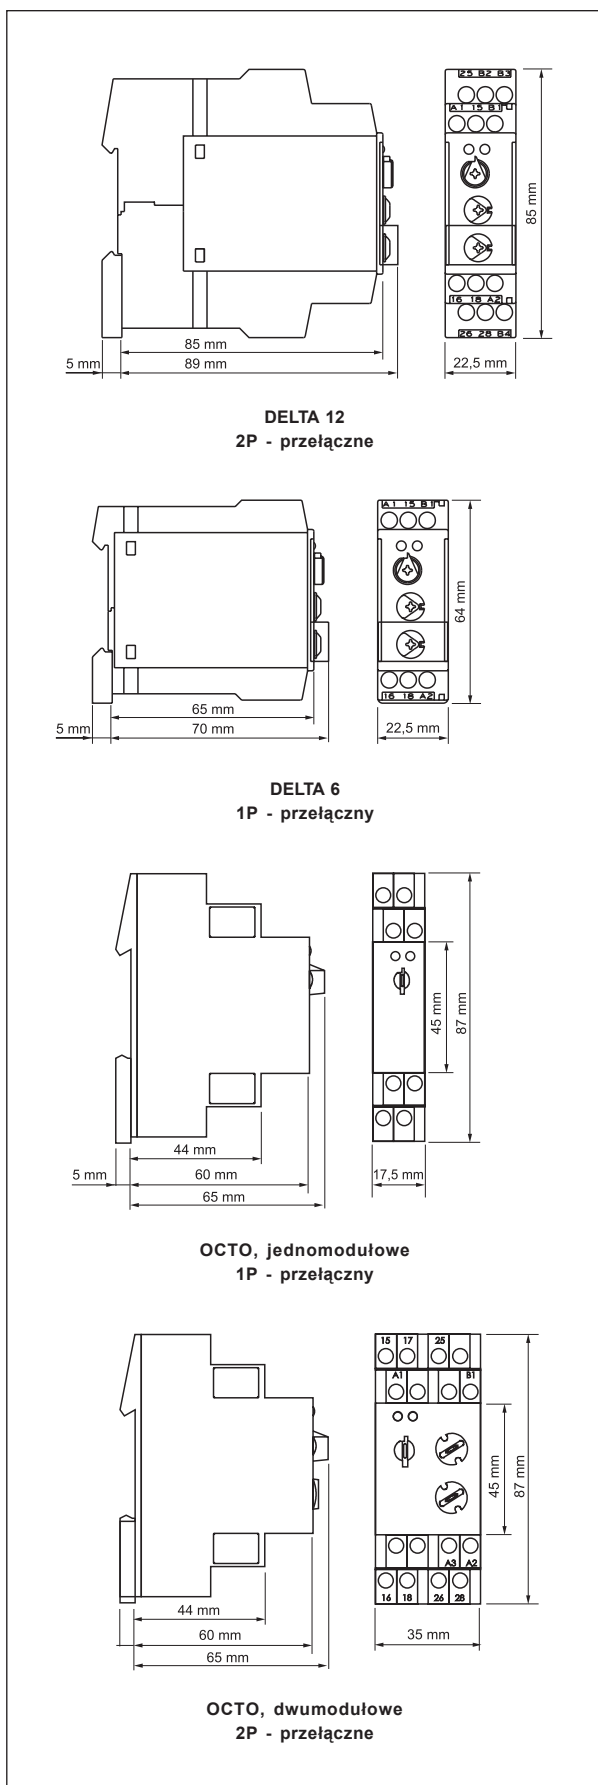 25 B2 B3
A1 15 B1
85 mm
16 18 A2
26 28 B4
85 mm
5 mm
89 mm
22,5 mm
DELTA 12
2P - przełączne
A1 15 B1
64 mm
16 18 A2
65 mm
5 mm
70 mm
22,5 mm
DELTA 6
1P - przełączny
45 mm
87 mm
44 mm
5 mm
60 mm
17,5 mm
65 mm
OCTO, jednomodułowe
1P - przełączny
15 17 25
A1 B1
45 mm
87 mm
A3 A2
16 18 26 28
44 mm
60 mm
35 mm
65 mm
OCTO, dwumodułowe
2P - przełączne